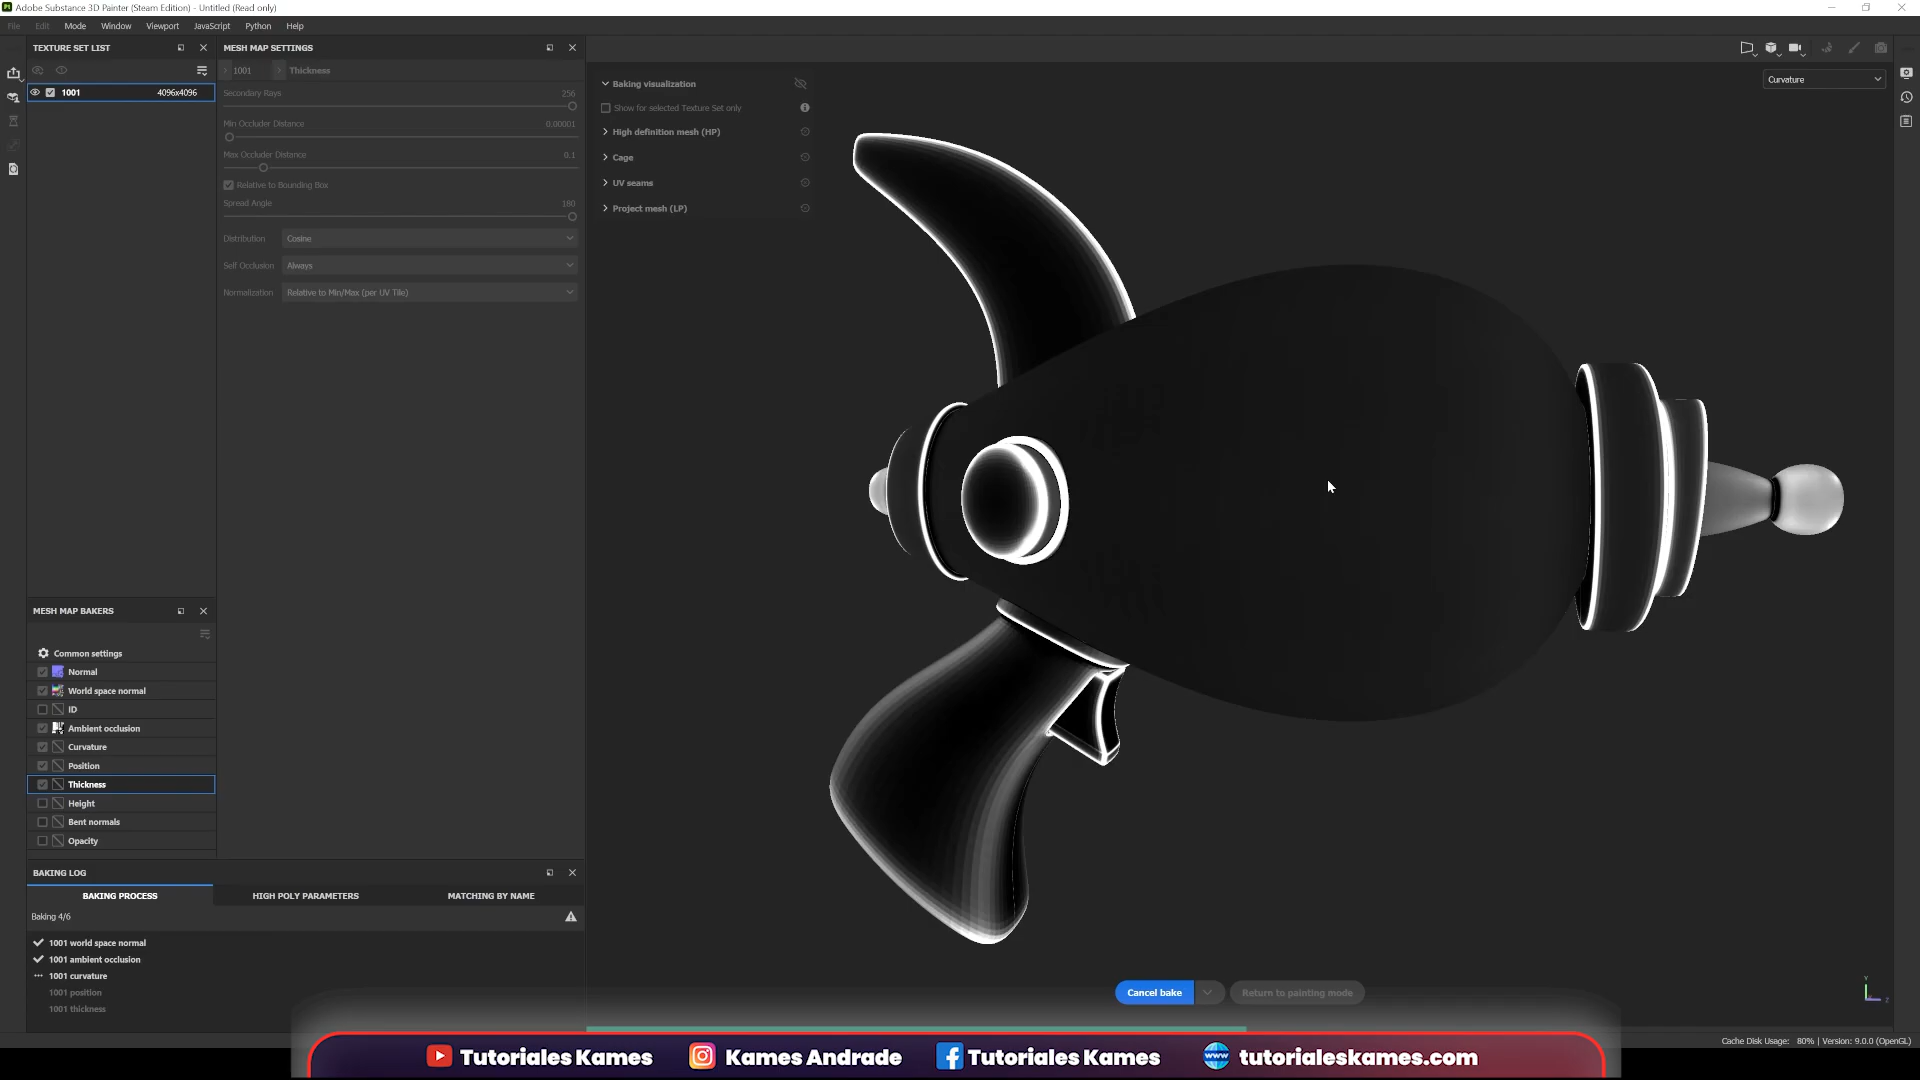 Adobe Substance 3D Painter (Steam Edition) - Untitled (Read only)
File Edit Mode Window Viewport JavaScript Python Help
TEXTURE SET LIST
1001 4096x4096
MESH MAP SETTINGS
1001 Thickness
Secondary Rays 256
Min Occluder Distance 0.00001
Max Occluder Distance 0.1
Relative to Bounding Box
Spread Angle 180
Distribution Cosine
Self Occlusion Always
Normalization Relative to Min/Max (per UV Tile)
Baking visualization
Show for selected Texture Set only
High definition mesh (HP)
Cage
UV seams
Project mesh (LP)
Curvature
MESH MAP BAKERS
Common settings
Normal
World space normal
ID
Ambient occlusion
Curvature
Position
Thickness
Height
Bent normals
Opacity
BAKING LOG
BAKING PROCESS HIGH POLY PARAMETERS MATCHING BY NAME
Baking 4/6
1001 world space normal
1001 ambient occlusion
1001 curvature
1001 position
1001 thickness
Cancel bake Return to painting mode
Y
Z
Cache Disk Usage: 80% | Version: 9.0.0 (OpenGL)
Tutoriales Kames Kames Andrade Tutoriales Kames www tutorialeskames.com